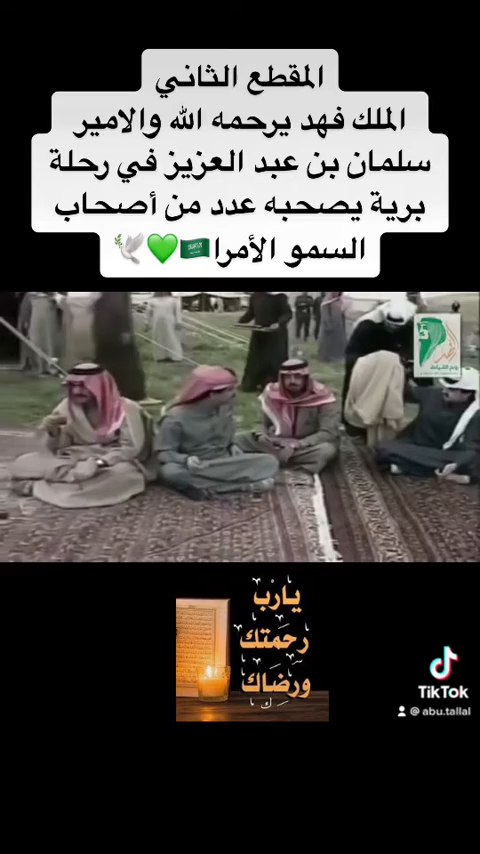 المقطع الثاني
الملك فهد يرحمه الله والامير
سلمان بن عبد العزيز في رحلة
برية يصحبه عدد من أصحاب
السمو الأمرا🇸🇦💚🕊️
يارب
رحمتك
ورضاك
TikTok
@abu.tallal